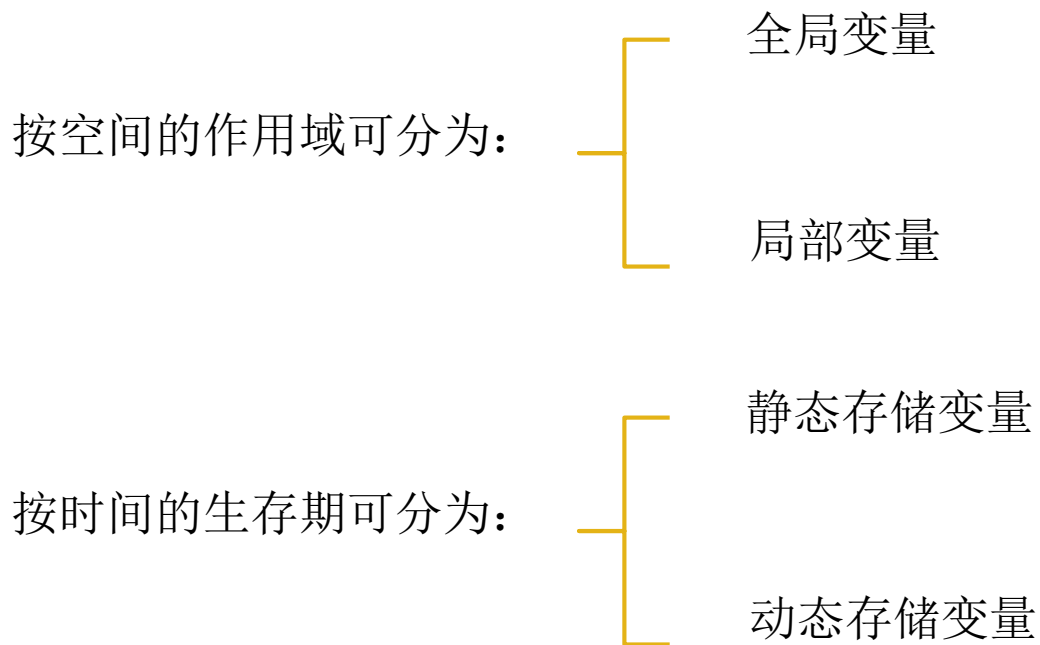 全局变量
按空间的作用域可分为：
局部变量
静态存储变量
按时间的生存期可分为：
动态存储变量